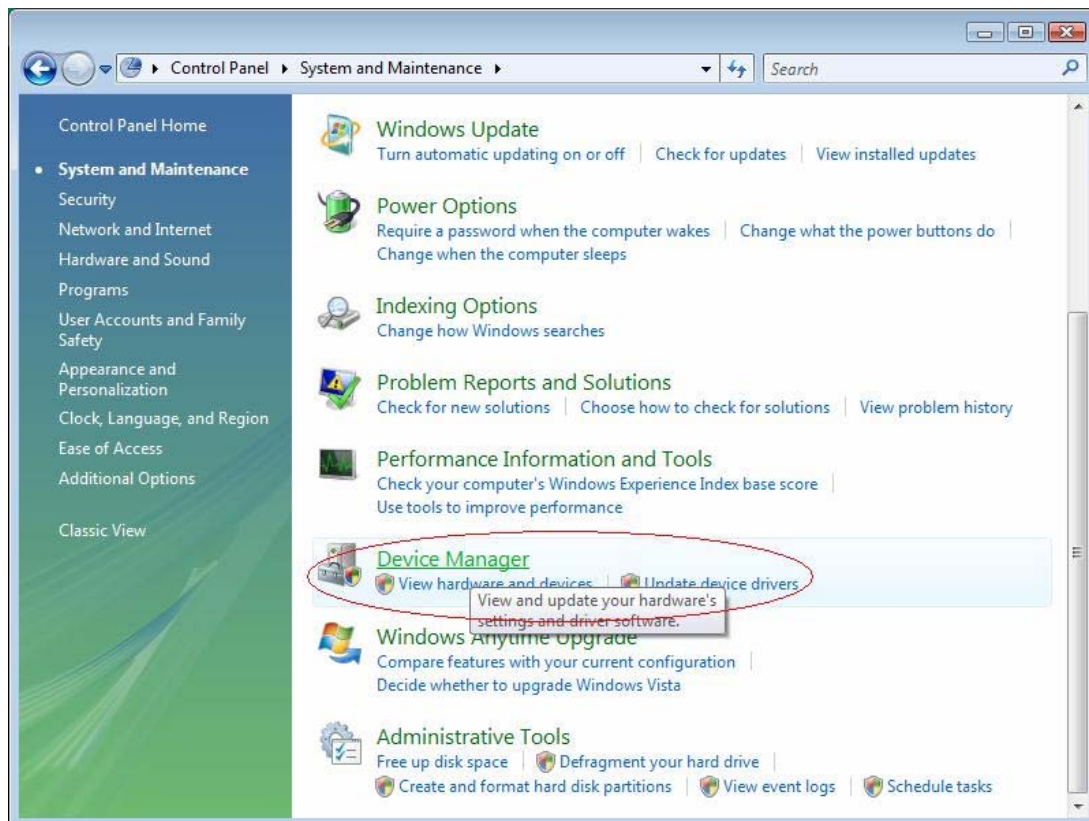 Control Panel ▸ System and Maintenance ▸
Search
Control Panel Home
• System and Maintenance
Security
Network and Internet
Hardware and Sound
Programs
User Accounts and Family
Safety
Appearance and
Personalization
Clock, Language, and Region
Ease of Access
Additional Options
Classic View
Windows Update
Turn automatic updating on or off | Check for updates | View installed updates
Power Options
Require a password when the computer wakes | Change what the power buttons do |
Change when the computer sleeps
Indexing Options
Change how Windows searches
Problem Reports and Solutions
Check for new solutions | Choose how to check for solutions | View problem history
Performance Information and Tools
Check your computer's Windows Experience Index base score |
Use tools to improve performance
Device Manager
View hardware and devices | Update device drivers
View and update your hardware's
settings and driver software.
Windows Anytime Upgrade
Compare features with your current configuration |
Decide whether to upgrade Windows Vista
Administrative Tools
Free up disk space | Defragment your hard drive |
Create and format hard disk partitions | View event logs | Schedule tasks